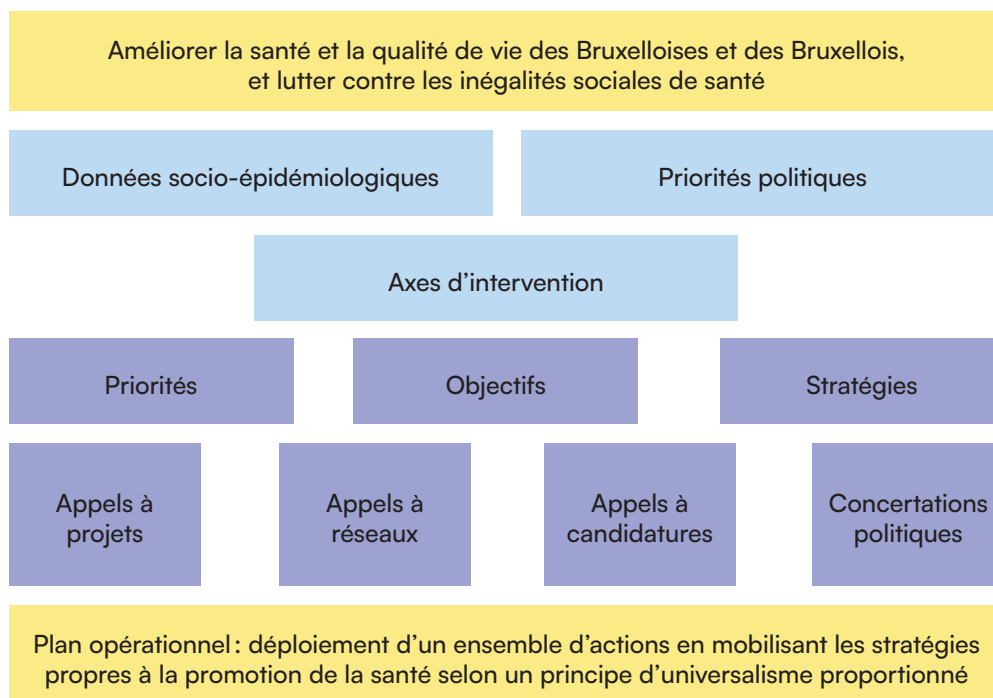 Améliorer la santé et la qualité de vie des Bruxelloises et des Bruxellois,
et lutter contre les inégalités sociales de santé
Données socio-épidémiologiques
Priorités politiques
Axes d’intervention
Priorités
Objectifs
Stratégies
Appels à
projets
Appels à
réseaux
Appels à
candidatures
Concertations
politiques
Plan opérationnel : déploiement d’un ensemble d’actions en mobilisant les stratégies
propres à la promotion de la santé selon un principe d’universalisme proportionné